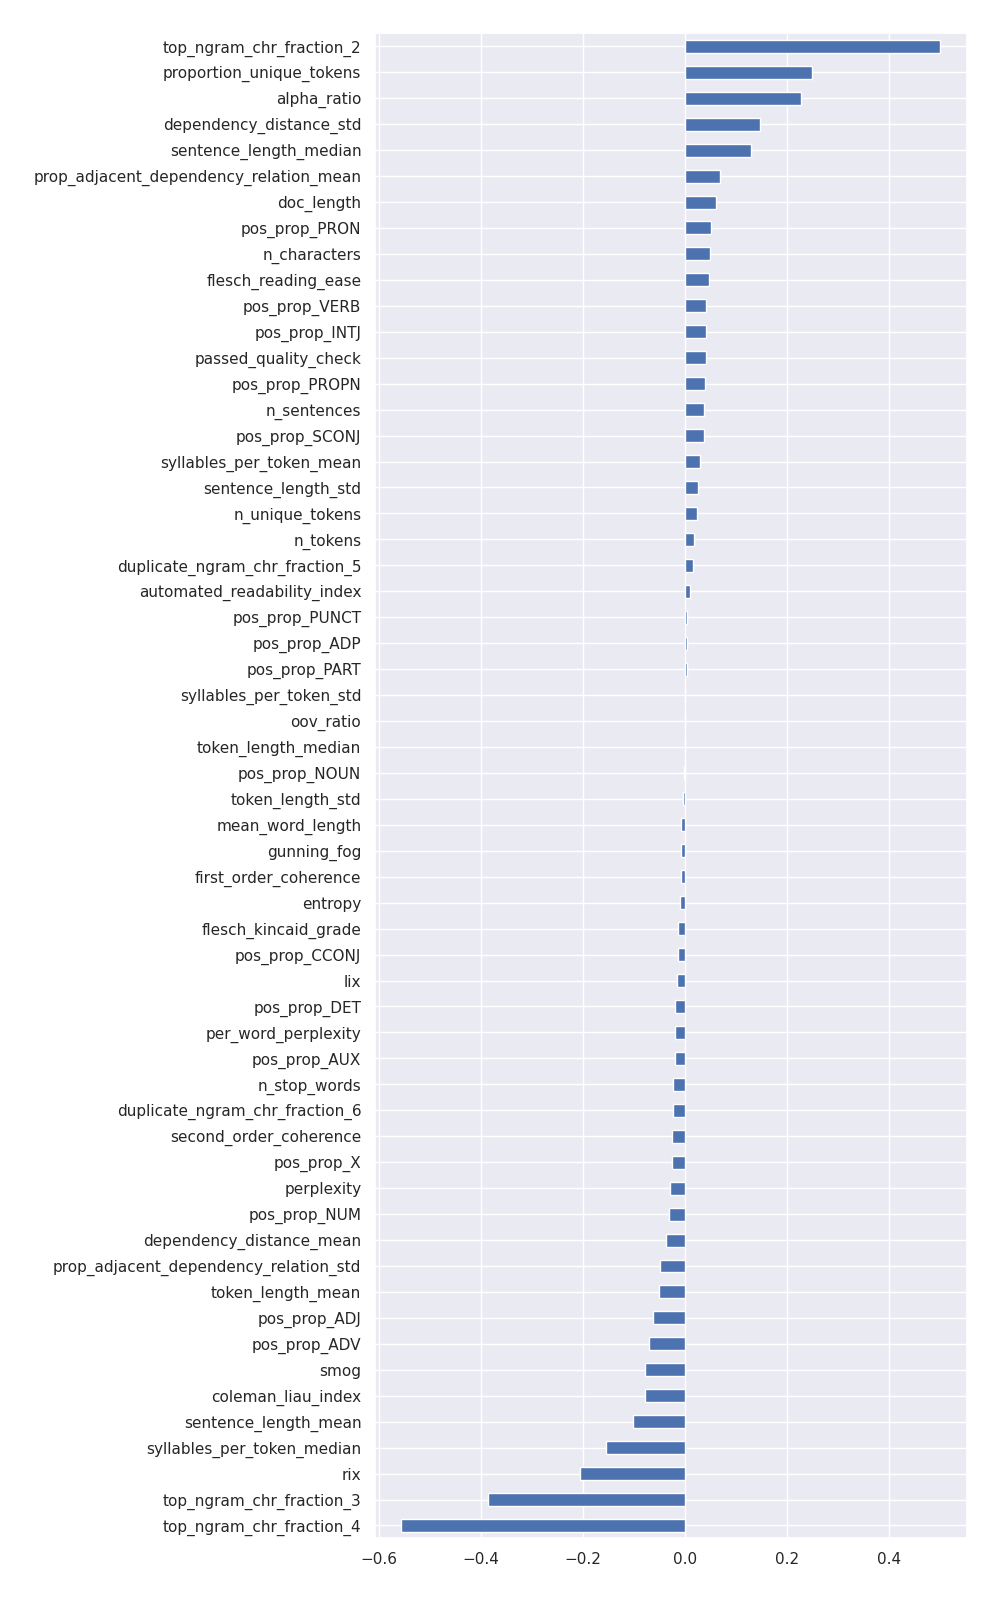 top_ngram_chr_fraction_2
proportion_unique_tokens
alpha_ratio
dependency_distance_std
sentence_length_median
prop_adjacent_dependency_relation_mean
doc_length
pos_prop_PRON
n_characters
flesch_reading_ease
pos_prop_VERB
pos_prop_INTJ
passed_quality_check
pos_prop_PROPN
n_sentences
pos_prop_SCONJ
syllables_per_token_mean
sentence_length_std
n_unique_tokens
n_tokens
duplicate_ngram_chr_fraction_5
automated_readability_index
pos_prop_PUNCT
pos_prop_ADP
pos_prop_PART
syllables_per_token_std
oov_ratio
token_length_median
pos_prop_NOUN
token_length_std
mean_word_length
gunning_fog
first_order_coherence
entropy
flesch_kincaid_grade
pos_prop_CCONJ
lix
pos_prop_DET
per_word_perplexity
pos_prop_AUX
n_stop_words
duplicate_ngram_chr_fraction_6
second_order_coherence
pos_prop_X
perplexity
pos_prop_NUM
dependency_distance_mean
prop_adjacent_dependency_relation_std
token_length_mean
pos_prop_ADJ
pos_prop_ADV
smog
coleman_liau_index
sentence_length_mean
syllables_per_token_median
rix
top_ngram_chr_fraction_3
top_ngram_chr_fraction_4
−0.6 −0.4 −0.2 0.0 0.2 0.4